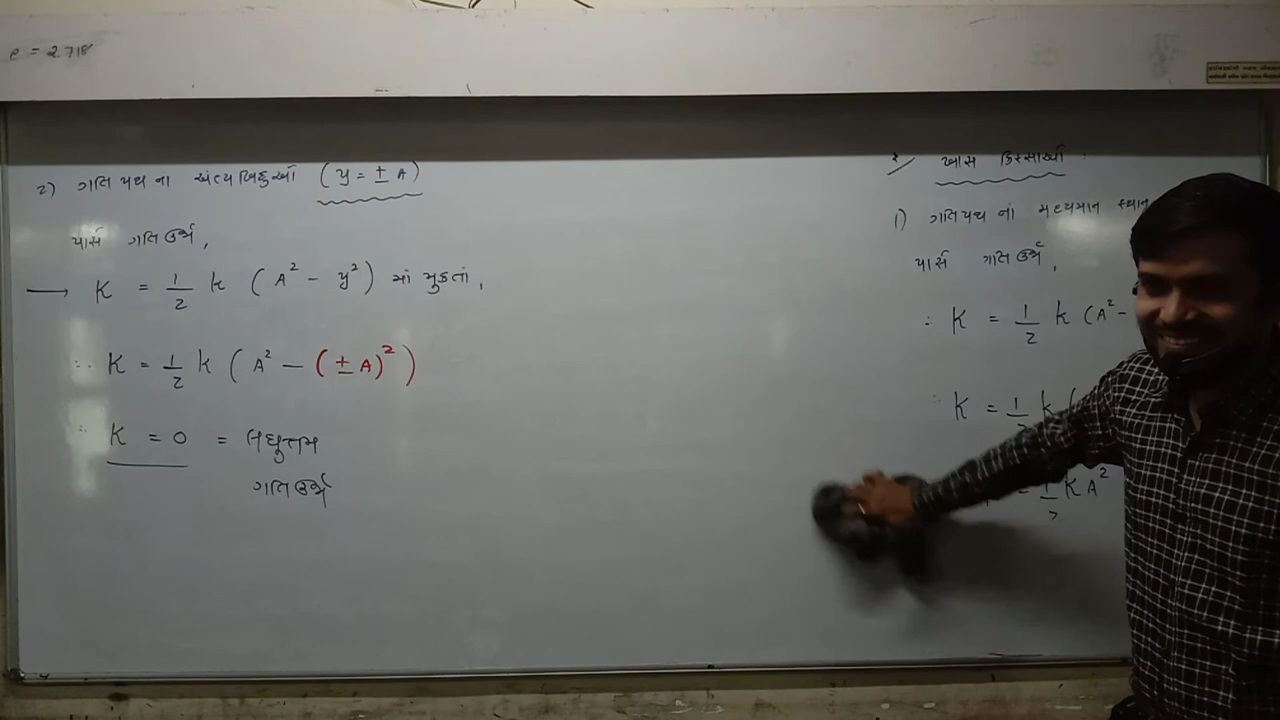 e = 2.718
2) ગતિ પથ ના અંત્યબિંદુઓ (y = ± A)
પાસે ગતિઊર્જા,
→ K = 1/2 k (A² - y²) માં મુકતાં,
∴ K = 1/2 k (A² - (± A)²)
∴ K = 0 = લઘુત્તમ
ગતિઊર્જા
* ખાસ કિસ્સાઓ :
1) ગતિપથ નાં મધ્યમાન સ્થાન
પાસે ગતિઊર્જા,
∴ K = 1/2 k (A² -
∴ K = 1/2 k (
= 1/2 k A²